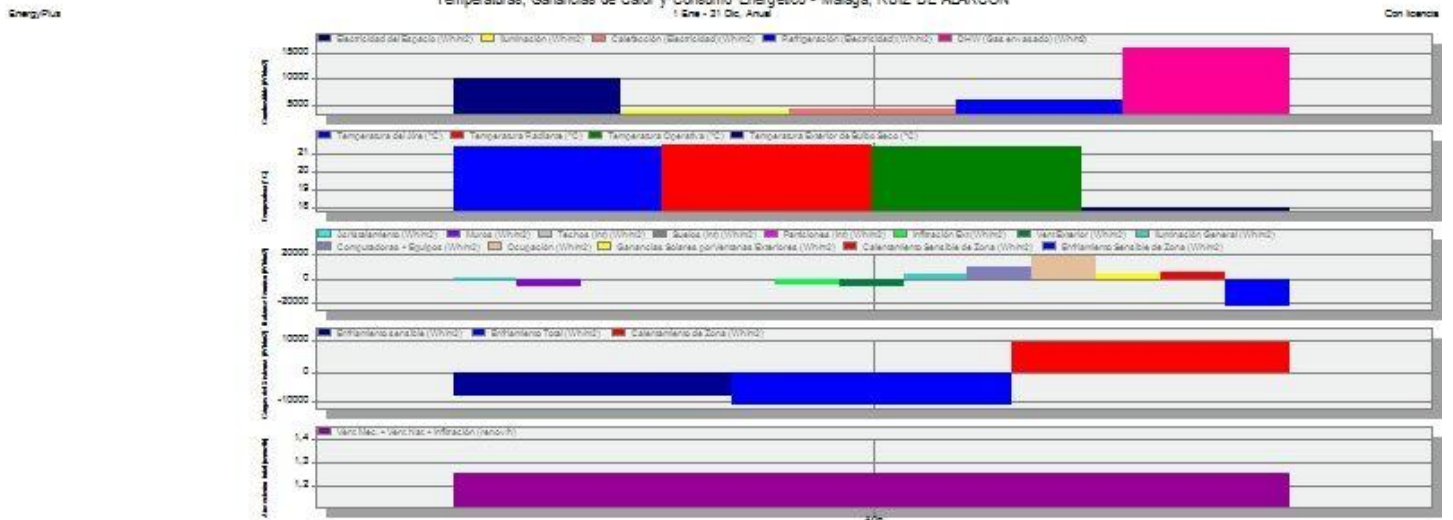 Temperaturas, Ganancias de Calor y Consumo Energético - Málaga, RUIZ DE ALARCON
EnergyPlus
1 Ene - 31 Dic, Anual
Con licencia
Electricidad del Espacio (Wh/m2) Iluminación (Wh/m2) Calefacción (Electricidad) (Wh/m2) Refrigeración (Electricidad) (Wh/m2) DHW (Gas envasado) (Wh/m2)
15000
10000
5000
Temperatura del Aire (°C) Temperatura Radiante (°C) Temperatura Operativa (°C) Temperatura Exterior de Bulbo Seco (°C)
21
20
19
18
Acristalamiento (Wh/m2) Muros (Wh/m2) Techos (int) (Wh/m2) Suelos (int) (Wh/m2) Particiones (int) (Wh/m2) Infiltración Ext (Wh/m2) Vent Exterior (Wh/m2) Iluminación General (Wh/m2)
Computadoras + Equipos (Wh/m2) Ocupación (Wh/m2) Ganancias Solares por Ventanas Exteriores (Wh/m2) Calentamiento Sensible de Zona (Wh/m2) Enfriamiento Sensible de Zona (Wh/m2)
20000
0
-20000
Enfriamiento sensible (Wh/m2) Enfriamiento Total (Wh/m2) Calentamiento de Zona (Wh/m2)
10000
0
-10000
Vent Mec. + Vent Nat + Infiltración (renov/h)
1,4
1,3
1,2